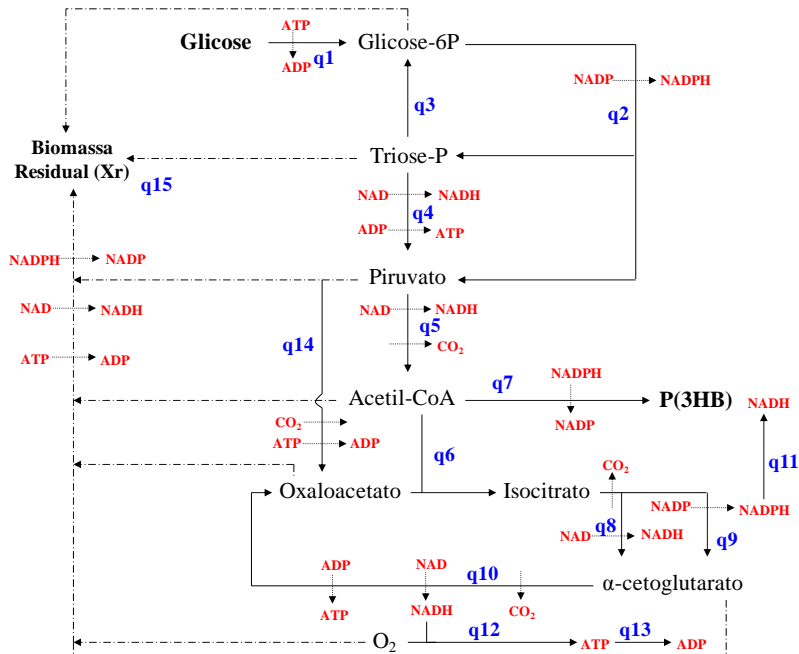 ATP
Glicose
Glicose-6P
ADP
q1
NADP
NADPH
q3
q2
Biomassa
Residual (Xr)
Triose-P
q15
NAD
NADH
q4
ADP
ATP
NADPH
NADP
Piruvato
NAD
NADH
NAD
NADH
q5
q14
CO₂
ATP
ADP
q7
NADPH
Acetil-CoA
P(3HB)
NADH
CO₂
NADP
ATP
ADP
q6
q11
CO₂
Oxaloacetato
Isocitrato
NADP
NADPH
q8
NAD
NADH
q9
ADP
NAD
q10
α-cetoglutarato
ATP
NADH
CO₂
O₂
q12
ATP
q13
ADP